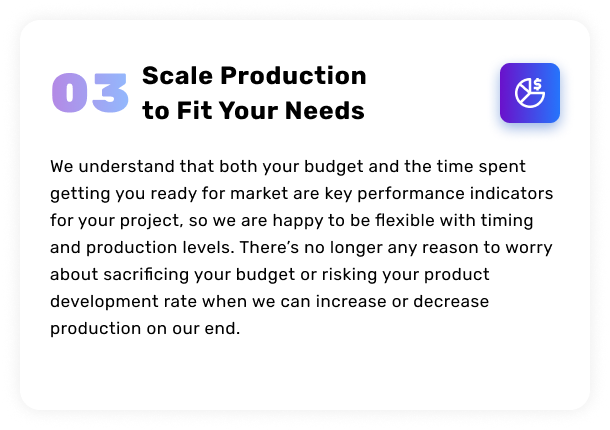 03
Scale Production
to Fit Your Needs
$
We understand that both your budget and the time spent
getting you ready for market are key performance indicators
for your project, so we are happy to be flexible with timing
and production levels. There’s no longer any reason to worry
about sacrificing your budget or risking your product
development rate when we can increase or decrease
production on our end.